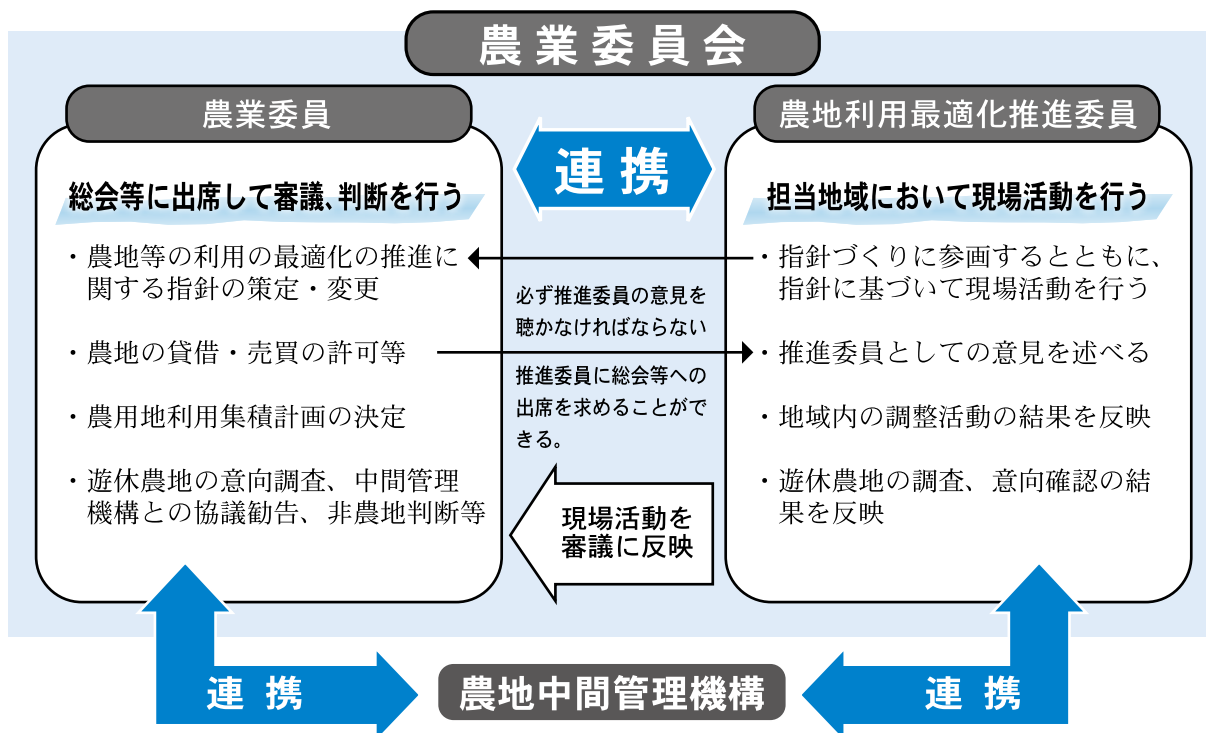 農業委員会
農業委員
総会等に出席して審議、判断を行う
・農地等の利用の最適化の推進に
関する指針の策定・変更
・農地の貸借・売買の許可等
・農用地利用集積計画の決定
・遊休農地の意向調査、中間管理
機構との協議勧告、非農地判断等
連携
必ず推進委員の意見を
聴かなければならない
推進委員に総会等への
出席を求めることがで
きる。
現場活動を
審議に反映
農地利用最適化推進委員
担当地域において現場活動を行う
・指針づくりに参画するとともに、
指針に基づいて現場活動を行う
・推進委員としての意見を述べる
・地域内の調整活動の結果を反映
・遊休農地の調査、意向確認の結
果を反映
連携
農地中間管理機構
連携